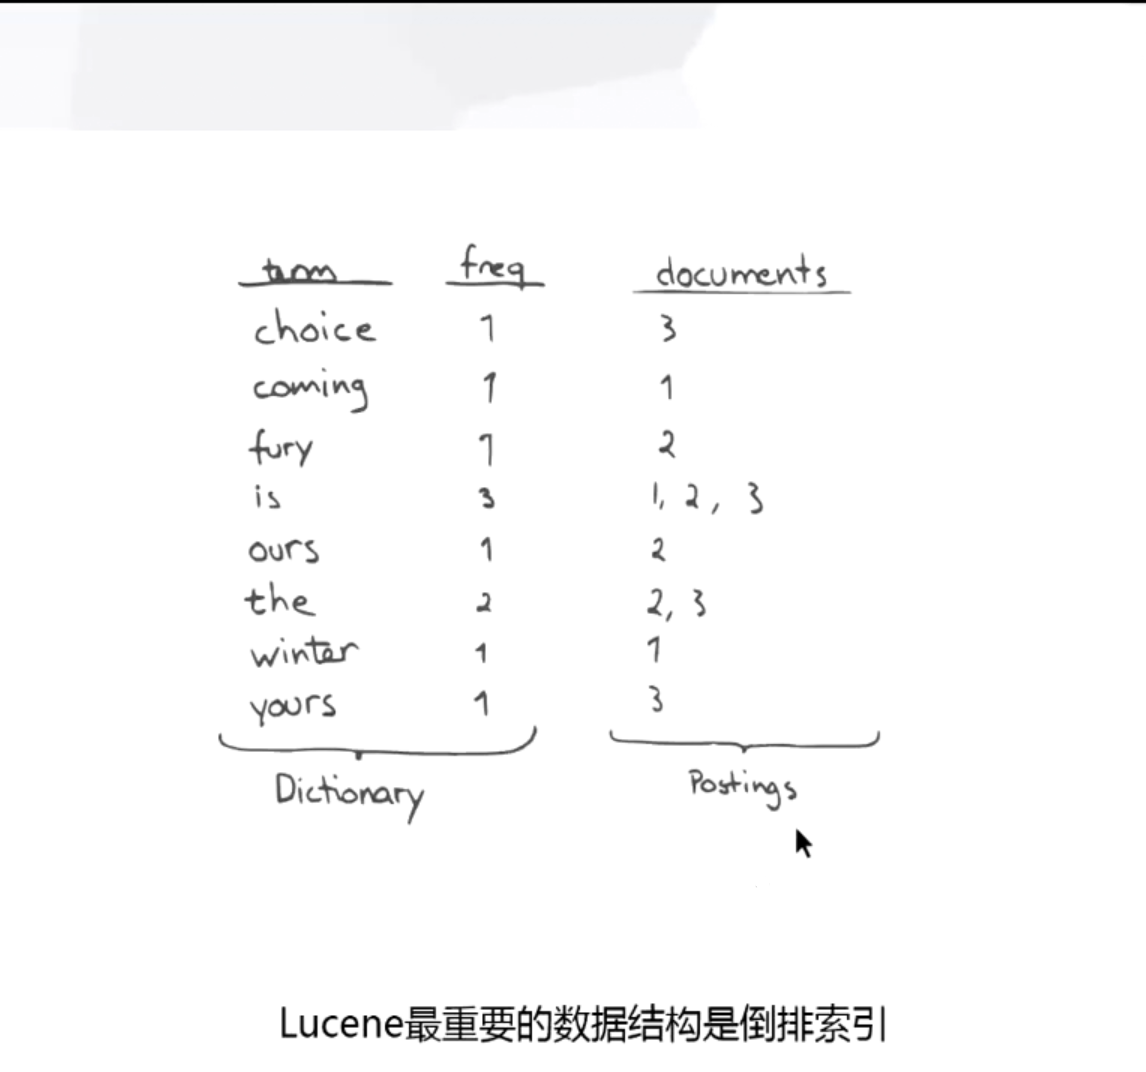 term freq documents
choice 1 3
coming 1 1
fury 1 2
is 3 1, 2, 3
ours 1 2
the 2 2, 3
winter 1 1
yours 1 3
Dictionary Postings
Lucene最重要的数据结构是倒排索引